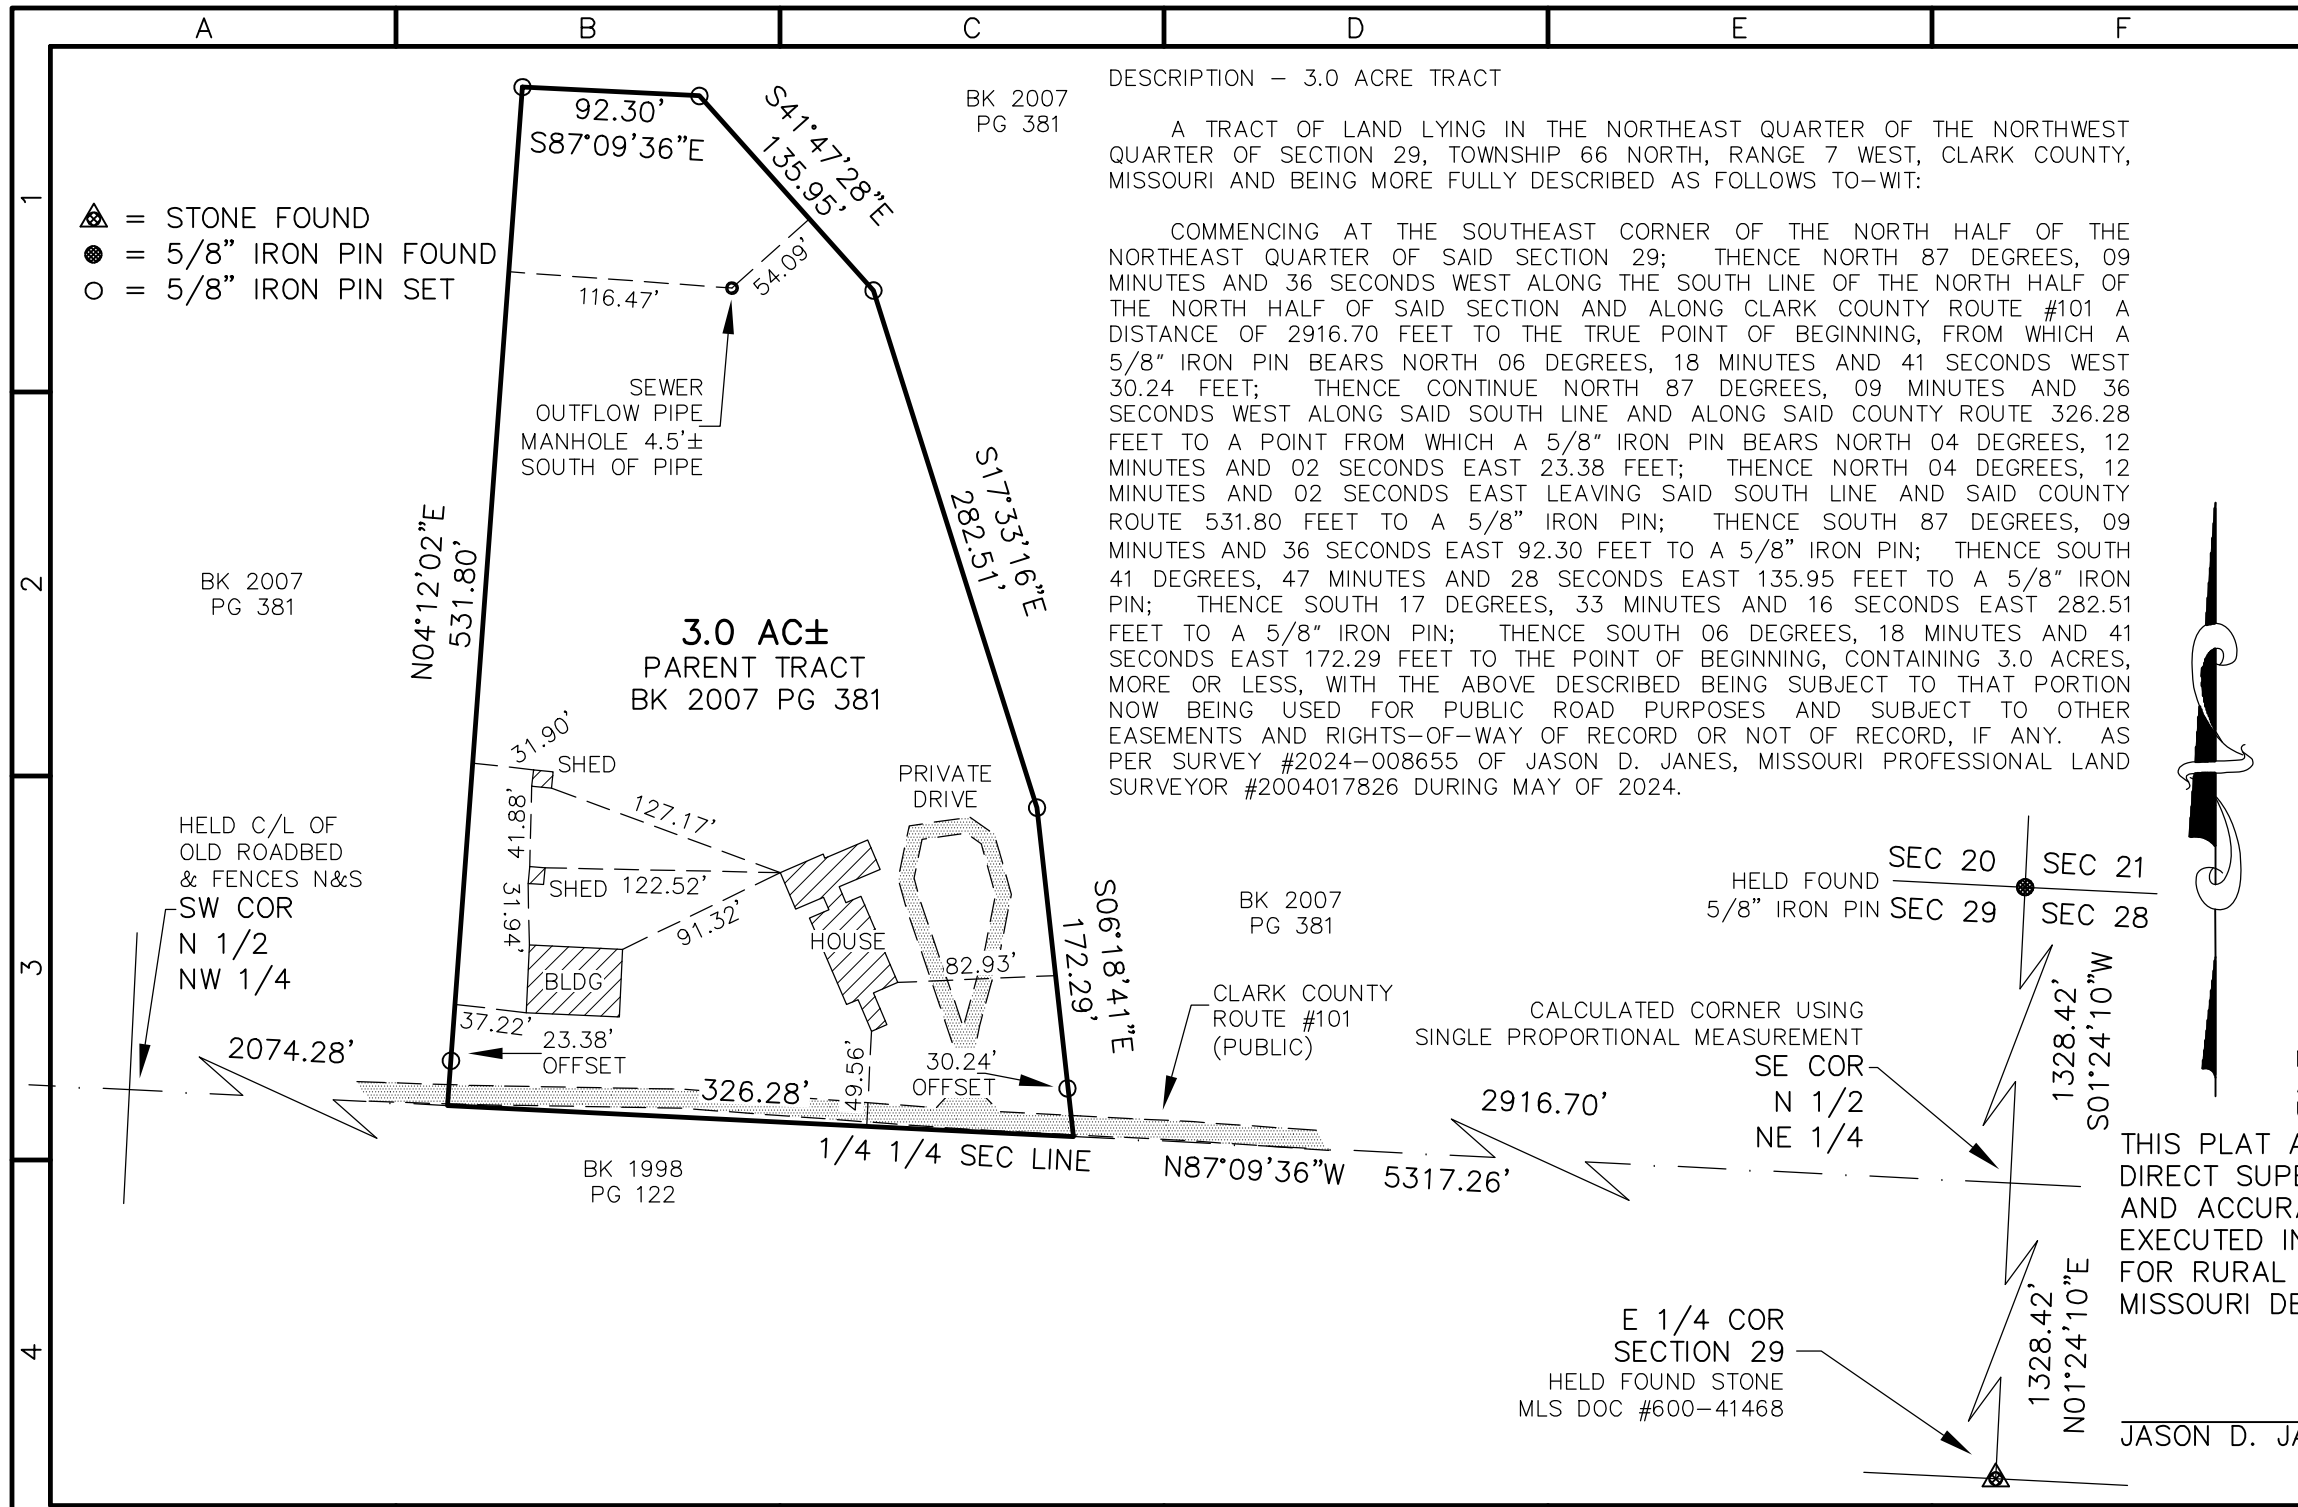 A B C D E F
1
2
3
4
92.30'
S87°09'36"E
S41°47'28"E
135.95'
BK 2007
PG 381
= STONE FOUND
= 5/8" IRON PIN FOUND
= 5/8" IRON PIN SET
116.47'
54.09'
SEWER
OUTFLOW PIPE
MANHOLE 4.5'±
SOUTH OF PIPE
S17°33'16"E
282.51'
N04°12'02"E
531.80'
BK 2007
PG 381
3.0 AC±
PARENT TRACT
BK 2007 PG 381
31.90'
SHED
41.88'
127.17'
SHED
122.52'
31.94'
91.32'
BLDG
HOUSE
PRIVATE
DRIVE
82.93'
S06°18'41"E
172.29'
37.22'
23.38'
OFFSET
49.56'
30.24'
OFFSET
326.28'
1/4 1/4 SEC LINE
HELD C/L OF
OLD ROADBED
& FENCES N&S
SW COR
N 1/2
NW 1/4
2074.28'
BK 1998
PG 122
DESCRIPTION - 3.0 ACRE TRACT
A TRACT OF LAND LYING IN THE NORTHEAST QUARTER OF THE NORTHWEST
QUARTER OF SECTION 29, TOWNSHIP 66 NORTH, RANGE 7 WEST, CLARK COUNTY,
MISSOURI AND BEING MORE FULLY DESCRIBED AS FOLLOWS TO-WIT:
COMMENCING AT THE SOUTHEAST CORNER OF THE NORTH HALF OF THE
NORTHEAST QUARTER OF SAID SECTION 29; THENCE NORTH 87 DEGREES, 09
MINUTES AND 36 SECONDS WEST ALONG THE SOUTH LINE OF THE NORTH HALF OF
THE NORTH HALF OF SAID SECTION AND ALONG CLARK COUNTY ROUTE #101 A
DISTANCE OF 2916.70 FEET TO THE TRUE POINT OF BEGINNING, FROM WHICH A
5/8" IRON PIN BEARS NORTH 06 DEGREES, 18 MINUTES AND 41 SECONDS WEST
30.24 FEET; THENCE CONTINUE NORTH 87 DEGREES, 09 MINUTES AND 36
SECONDS WEST ALONG SAID SOUTH LINE AND ALONG SAID COUNTY ROUTE 326.28
FEET TO A POINT FROM WHICH A 5/8" IRON PIN BEARS NORTH 04 DEGREES, 12
MINUTES AND 02 SECONDS EAST 23.38 FEET; THENCE NORTH 04 DEGREES, 12
MINUTES AND 02 SECONDS EAST LEAVING SAID SOUTH LINE AND SAID COUNTY
ROUTE 531.80 FEET TO A 5/8" IRON PIN; THENCE SOUTH 87 DEGREES, 09
MINUTES AND 36 SECONDS EAST 92.30 FEET TO A 5/8" IRON PIN; THENCE SOUTH
41 DEGREES, 47 MINUTES AND 28 SECONDS EAST 135.95 FEET TO A 5/8" IRON
PIN; THENCE SOUTH 17 DEGREES, 33 MINUTES AND 16 SECONDS EAST 282.51
FEET TO A 5/8" IRON PIN; THENCE SOUTH 06 DEGREES, 18 MINUTES AND 41
SECONDS EAST 172.29 FEET TO THE POINT OF BEGINNING, CONTAINING 3.0 ACRES,
MORE OR LESS, WITH THE ABOVE DESCRIBED BEING SUBJECT TO THAT PORTION
NOW BEING USED FOR PUBLIC ROAD PURPOSES AND SUBJECT TO OTHER
EASEMENTS AND RIGHTS-OF-WAY OF RECORD OR NOT OF RECORD, IF ANY. AS
PER SURVEY #2024-008655 OF JASON D. JANES, MISSOURI PROFESSIONAL LAND
SURVEYOR #2004017826 DURING MAY OF 2024.
BK 2007
PG 381
CLARK COUNTY
ROUTE #101
(PUBLIC)
HELD FOUND
5/8" IRON PIN
SEC 20 SEC 21
SEC 29 SEC 28
1328.42'
S01°24'10"W
CALCULATED CORNER USING
SINGLE PROPORTIONAL MEASUREMENT
SE COR
N 1/2
NE 1/4
2916.70'
N87°09'36"W 5317.26'
1328.42'
N01°24'10"E
E 1/4 COR
SECTION 29
HELD FOUND STONE
MLS DOC #600-41468
THIS PLAT A
DIRECT SUPE
AND ACCURA
EXECUTED IN
FOR RURAL
MISSOURI DE
JASON D. JA